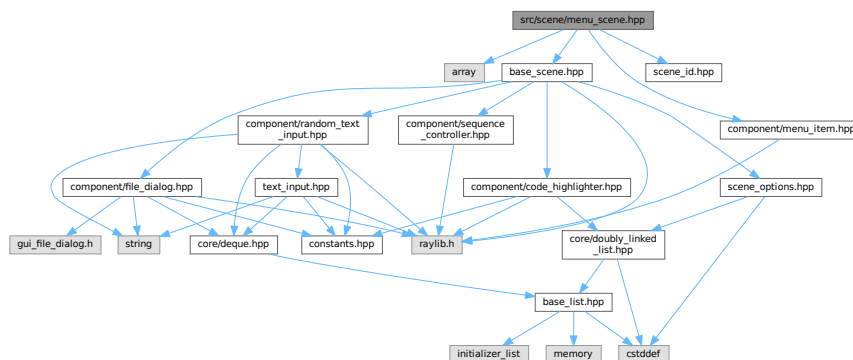 src/scene/menu_scene.hpp
array
base_scene.hpp
scene_id.hpp
component/random_text
_input.hpp
component/sequence
_controller.hpp
component/menu_item.hpp
component/file_dialog.hpp
text_input.hpp
component/code_highlighter.hpp
scene_options.hpp
gui_file_dialog.h
string
core/deque.hpp
constants.hpp
raylib.h
core/doubly_linked
_list.hpp
base_list.hpp
initializer_list
memory
cstddef